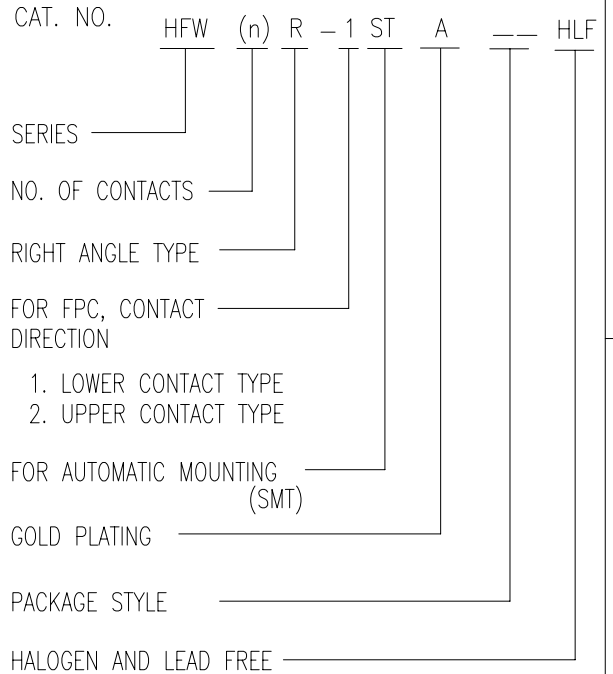 CAT. NO. HFW (n) R - 1 ST A __ HLF
SERIES
NO. OF CONTACTS
RIGHT ANGLE TYPE
FOR FPC, CONTACT
DIRECTION
1. LOWER CONTACT TYPE
2. UPPER CONTACT TYPE
FOR AUTOMATIC MOUNTING
(SMT)
GOLD PLATING
PACKAGE STYLE
HALOGEN AND LEAD FREE